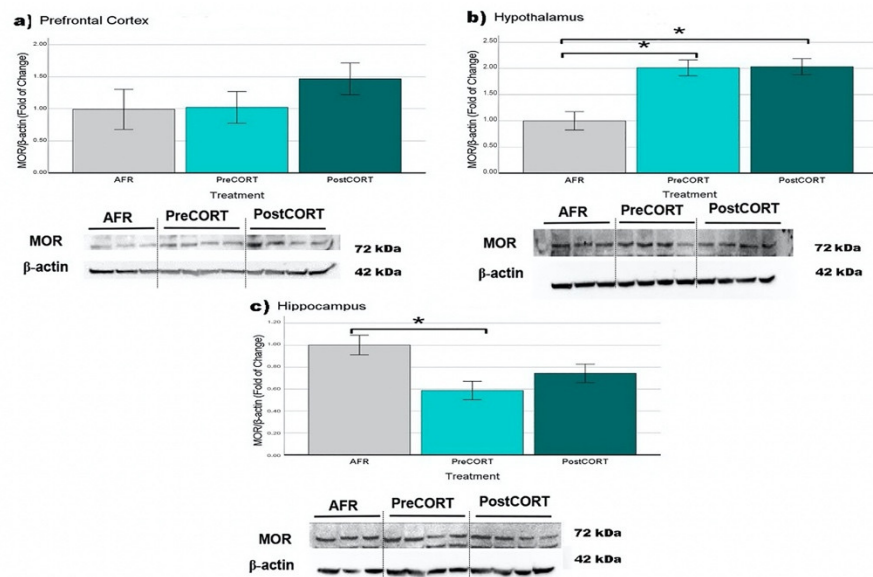 a) Prefrontal Cortex
MOR/β-actin (Fold of Change)
2.00
1.50
1.00
0.50
0.00
AFR PreCORT PostCORT
Treatment
AFR PreCORT PostCORT
MOR 72 kDa
β-actin 42 kDa
b) Hypothalamus
MOR/β-actin (Fold of Change)
* 
*
2.50
2.00
1.50
1.00
0.50
0.00
AFR PreCORT PostCORT
Treatment
AFR PreCORT PostCORT
MOR 72 kDa
β-actin 42 kDa
c) Hippocampus
MOR/β-actin (Fold of Change)
*
1.20
1.00
0.80
0.60
0.40
0.20
0.00
AFR PreCORT PostCORT
Treatment
AFR PreCORT PostCORT
MOR 72 kDa
β-actin 42 kDa